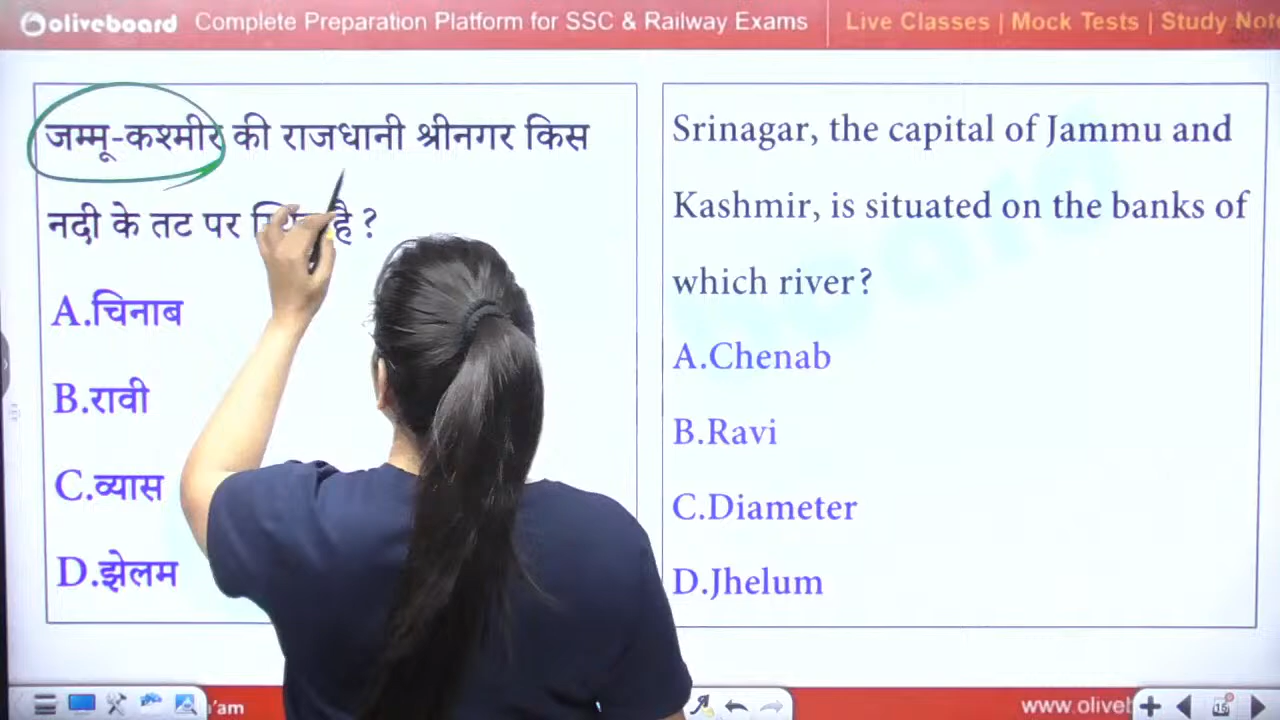 oliveboard Complete Preparation Platform for SSC & Railway Exams Live Classes | Mock Tests | Study
जम्मू-कश्मीर की राजधानी श्रीनगर किस
नदी के तट पर है ?
A.चिनाब
B.रावी
C.व्यास
D.झेलम
Srinagar, the capital of Jammu and
Kashmir, is situated on the banks of
which river?
A.Chenab
B.Ravi
C.Diameter
D.Jhelum
www.oliveb